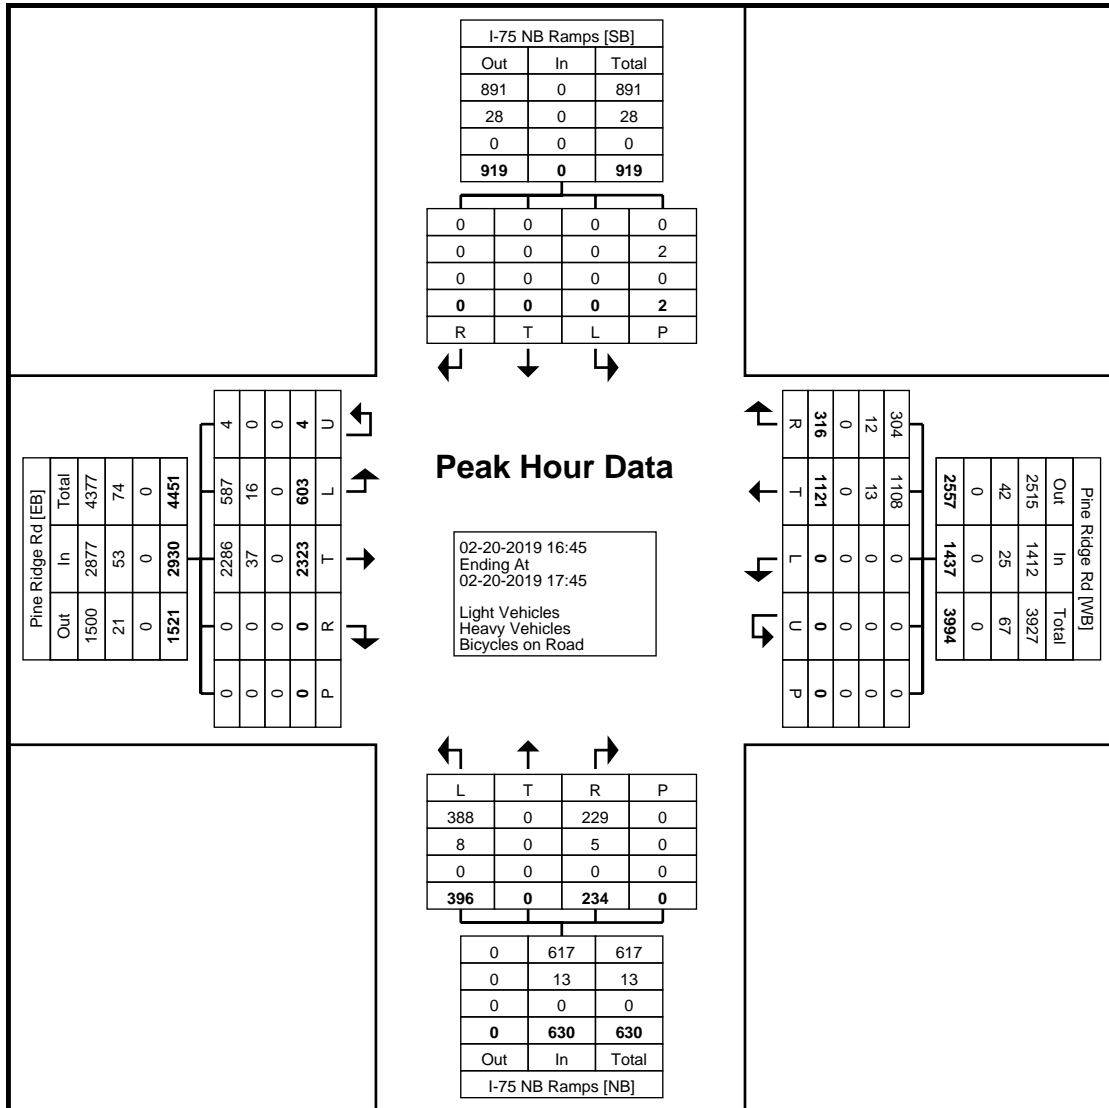 I-75 NB Ramps [SB]
Out In Total
891 0 891
28 0 28
0 0 0
919 0 919
0 0 0 0
0 0 0 2
0 0 0 0
0 0 0 2
R T L P
Pine Ridge Rd [EB]
Total In Out
4377 2877 1500
74 53 21
0 0 0
4451 2930 1521
4 587 2286 0 0
0 16 37 0 0
0 0 0 0 0
4 603 2323 0 0
U L T R P
Peak Hour Data
02-20-2019 16:45
Ending At
02-20-2019 17:45
Light Vehicles
Heavy Vehicles
Bicycles on Road
R T L U P
316 1121 0 0 0
0 0 0 0 0
12 13 0 0 0
304 1108 0 0 0
Pine Ridge Rd [WB]
Out In Total
2515 1412 3927
42 25 67
0 0 0
2557 1437 3994
L T R P
388 0 229 0
8 0 5 0
0 0 0 0
396 0 234 0
0 617 617
0 13 13
0 0 0
0 630 630
Out In Total
I-75 NB Ramps [NB]